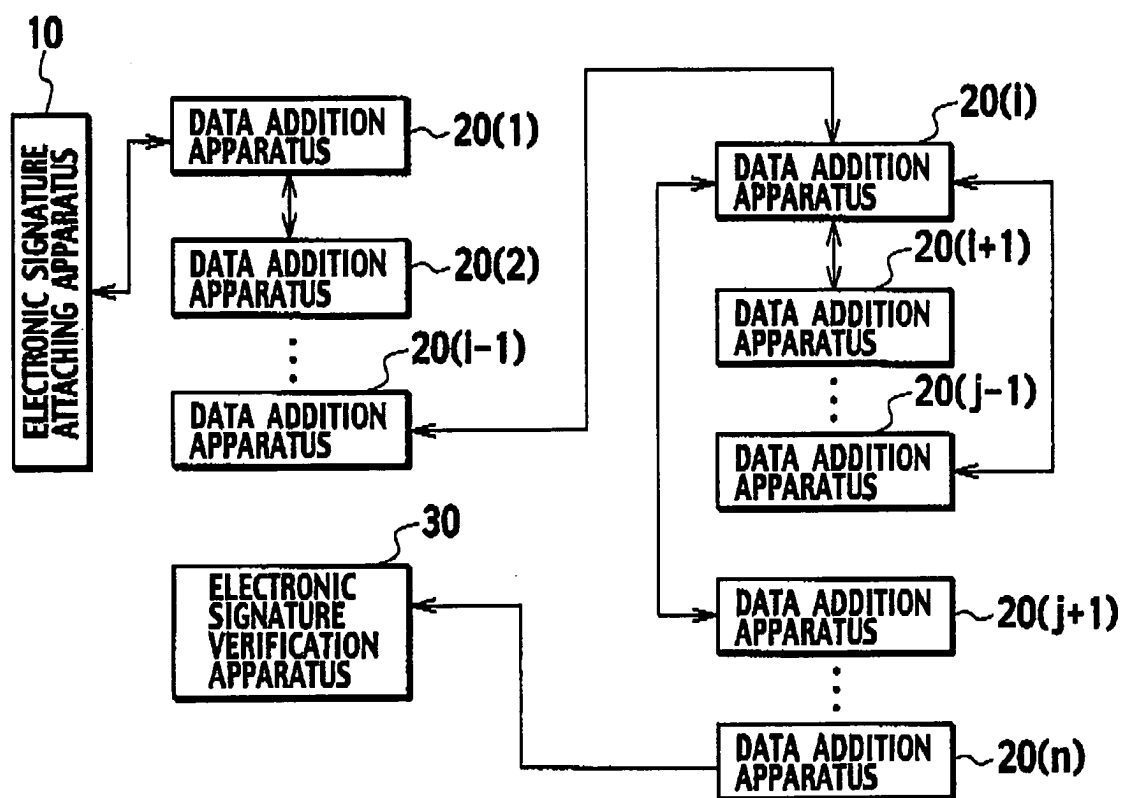 10
ELECTRONIC SIGNATURE
ATTACHING APPARATUS
DATA ADDITION
APPARATUS
20(1)
DATA ADDITION
APPARATUS
20(2)
20(i-1)
DATA ADDITION
APPARATUS
30
ELECTRONIC
SIGNATURE
VERIFICATION
APPARATUS
20(i)
DATA ADDITION
APPARATUS
20(i+1)
DATA ADDITION
APPARATUS
20(j-1)
DATA ADDITION
APPARATUS
DATA ADDITION
APPARATUS
20(j+1)
DATA ADDITION
APPARATUS
20(n)